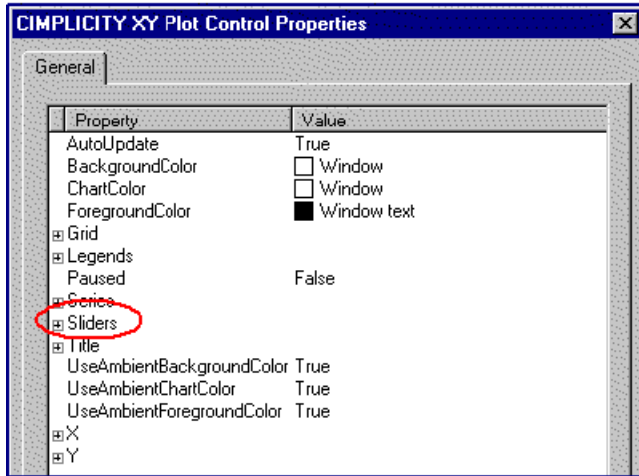 CIMPLICITY XY Plot Control Properties
General
Property Value
AutoUpdate True
BackgroundColor Window
ChartColor Window
ForegroundColor Window text
Grid
Legends
Paused False
Series
Sliders
Title
UseAmbientBackgroundColor True
UseAmbientChartColor True
UseAmbientForegroundColor True
X
Y